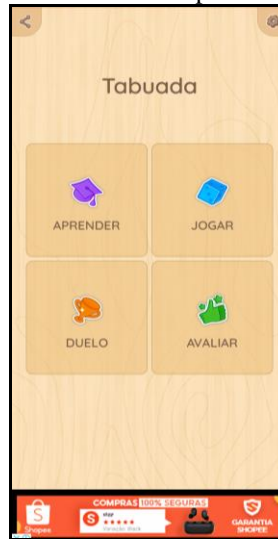 Tabuada
APRENDER
JOGAR
DUELO
AVALIAR
COMPRAS 100% SEGURAS
S
Shopee
S
GARANTIA
SHOPEE